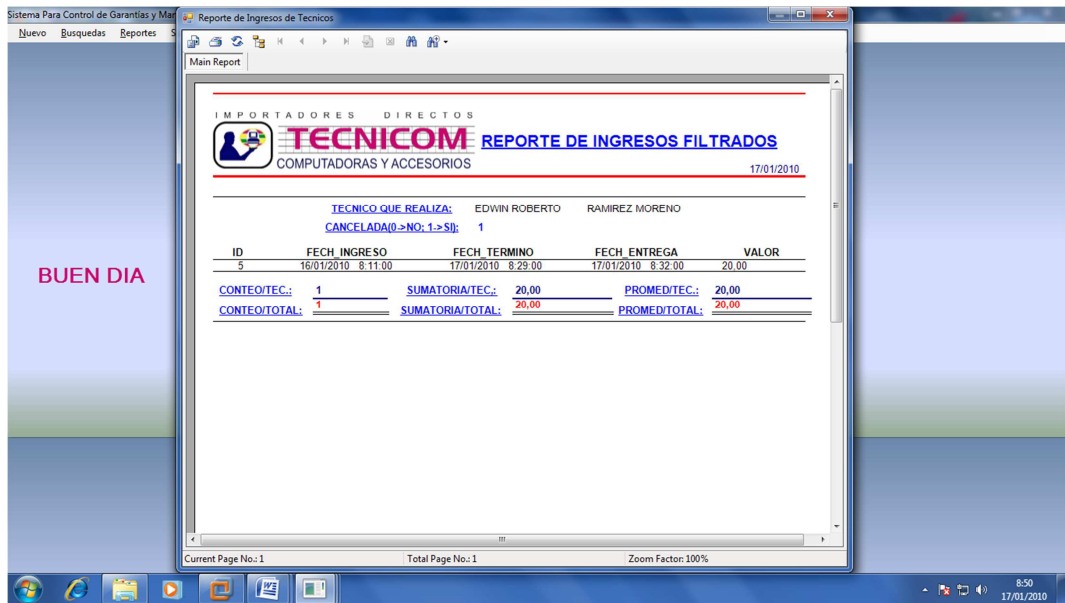 Sistema Para Control de Garantias y Mar
Nuevo Busquedas Reportes S
Reporte de Ingresos de Tecnicos
Main Report
IMPORTADORES DIRECTOS
TECNICOM
COMPUTADORAS Y ACCESORIOS
REPORTE DE INGRESOS FILTRADOS
17/01/2010
TECNICO QUE REALIZA: EDWIN ROBERTO RAMIREZ MORENO
CANCELADA(0->NO; 1->SI): 1
ID FECH_INGRESO FECH_TERMINO FECH_ENTREGA VALOR
5 16/01/2010 8:11:00 17/01/2010 8:29:00 17/01/2010 8:32:00 20,00
CONTEO/TEC.: 1 SUMATORIA/TEC,: 20,00 PROMED/TEC.: 20,00
CONTEO/TOTAL: 1 SUMATORIA/TOTAL: 20,00 PROMED/TOTAL: 20,00
BUEN DIA
Current Page No.: 1 Total Page No.: 1 Zoom Factor: 100%
8:50
17/01/2010